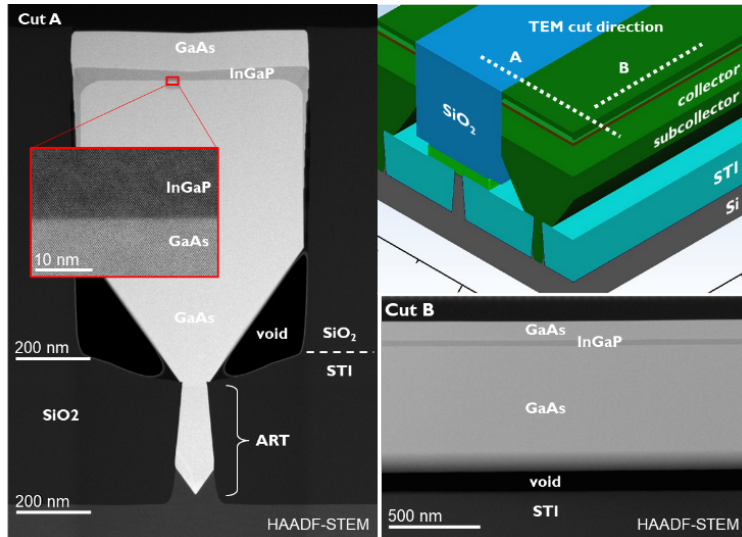 Cut A
GaAs
InGaP
InGaP
GaAs
10 nm
GaAs
void
SiO₂
200 nm
STI
SiO2
ART
200 nm
HAADF-STEM
TEM cut direction
A
B
SiO₂
collector
subcollector
STI
Si
Cut B
GaAs
InGaP
GaAs
void
500 nm
STI
HAADF-STEM